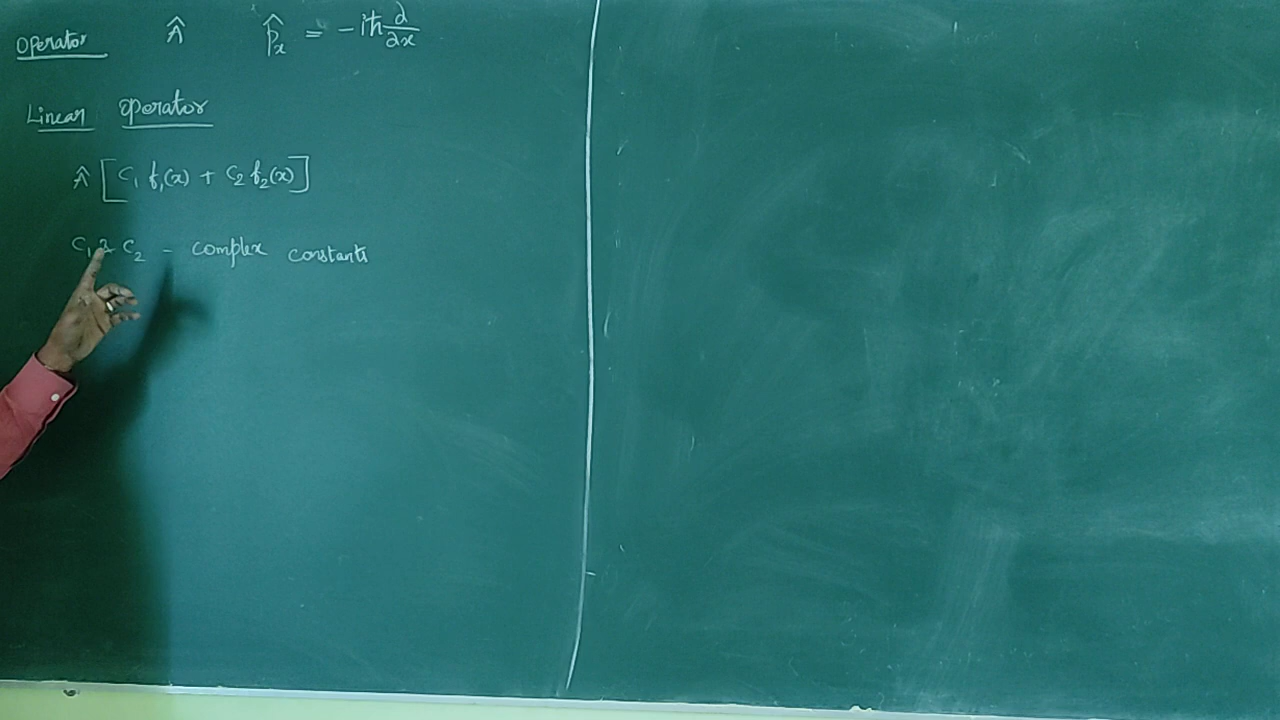 Operator Â p̂ₓ = -iħ ∂/∂x
Linear operator
Â [C₁ f₁(x) + C₂ f₂(x)]
C₁ & C₂ - complex constants